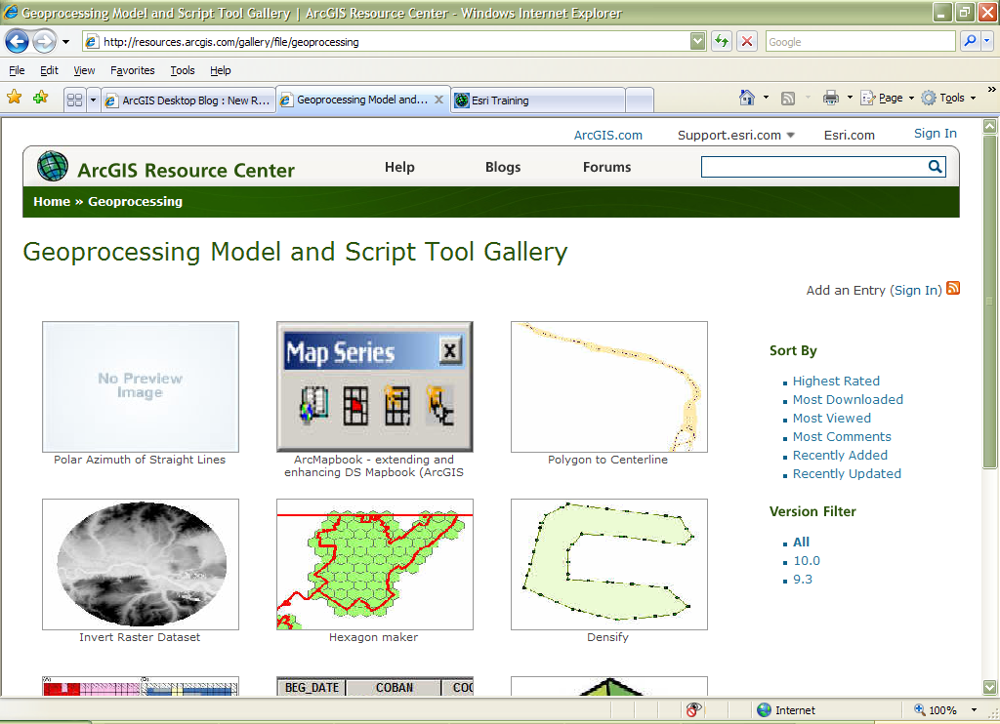 Geoprocessing Model and Script Tool Gallery | ArcGIS Resource Center - Windows Internet Explorer
http://resources.arcgis.com/gallery/file/geoprocessing
Google
File Edit View Favorites Tools Help
ArcGIS Desktop Blog : New R... Geoprocessing Model and... Esri Training Page Tools »
ArcGIS.com Support.esri.com Esri.com Sign In
ArcGIS Resource Center Help Blogs Forums
Home » Geoprocessing
Geoprocessing Model and Script Tool Gallery
Add an Entry (Sign In)
No Preview
Image
Map Series
Polar Azimuth of Straight Lines
ArcMapbook - extending and
enhancing DS Mapbook (ArcGIS
Polygon to Centerline
Invert Raster Dataset
Hexagon maker
Densify
BEG_DATE COBAN
Sort By
Highest Rated
Most Downloaded
Most Viewed
Most Comments
Recently Added
Recently Updated
Version Filter
All
10.0
9.3
Internet 100%